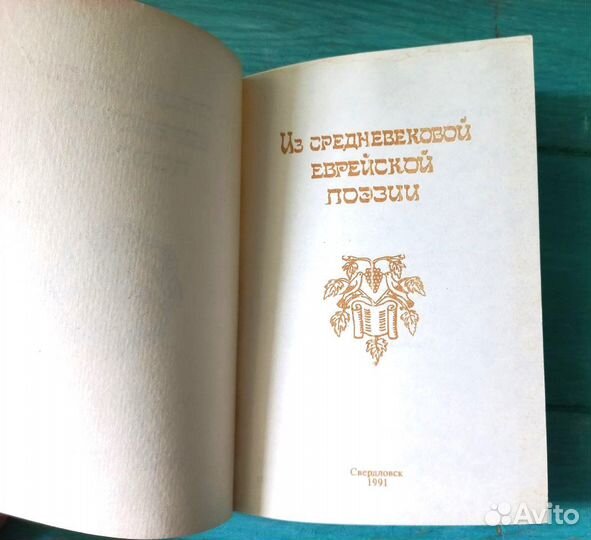 Из средневековой
еврейской
поэзии
Свердловск
1991
Avito